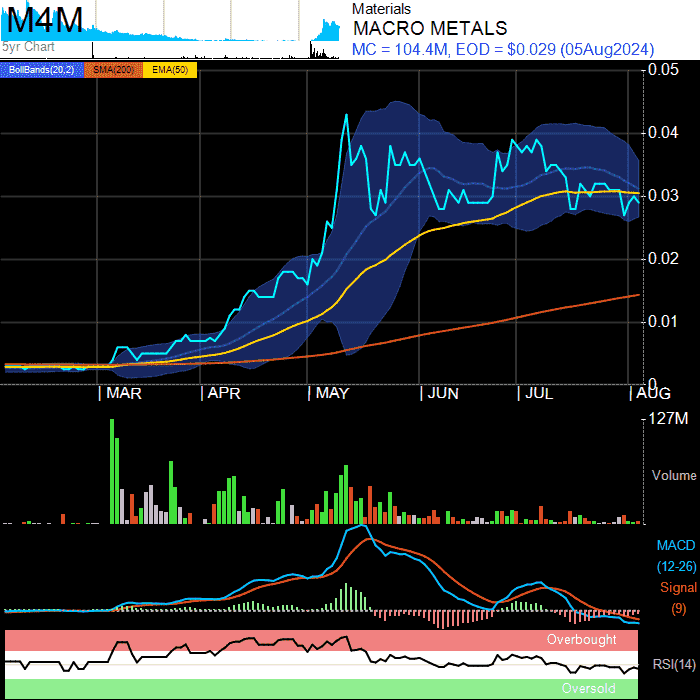 M4M
5yr Chart
Materials
MACRO METALS
MC = 104.4M, EOD = $0.029 (05Aug2024)
BollBands(20,2) SMA(200) EMA(50)
0.05
0.04
0.03
0.02
0.01
0
| MAR | APR | MAY | JUN | JUL | AUG
127M
Volume
MACD
(12-26)
Signal
(9)
Overbought
RSI(14)
Oversold